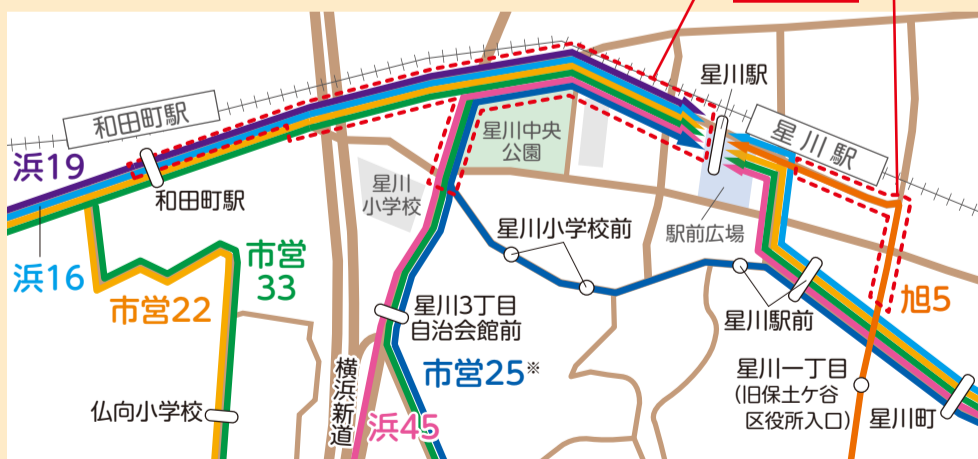 星川駅
和田町駅
星川駅
浜19
星川中央
公園
星川
小学校
和田町駅
星川小学校前
駅前広場
市営
33
浜16
市営22
旭5
星川3丁目
自治会館前
星川駅前
横浜新道
市営25※
星川一丁目
(旧保土ケ谷
区役所入口)
星川町
仏向小学校
浜45